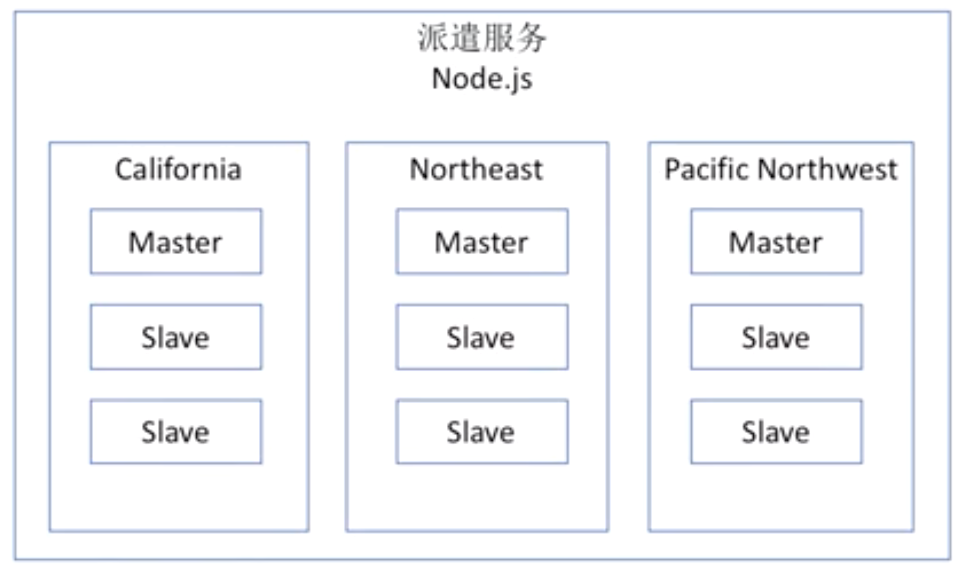 派遣服务
Node.js
California
Master
Slave
Slave
Northeast
Master
Slave
Slave
Pacific Northwest
Master
Slave
Slave